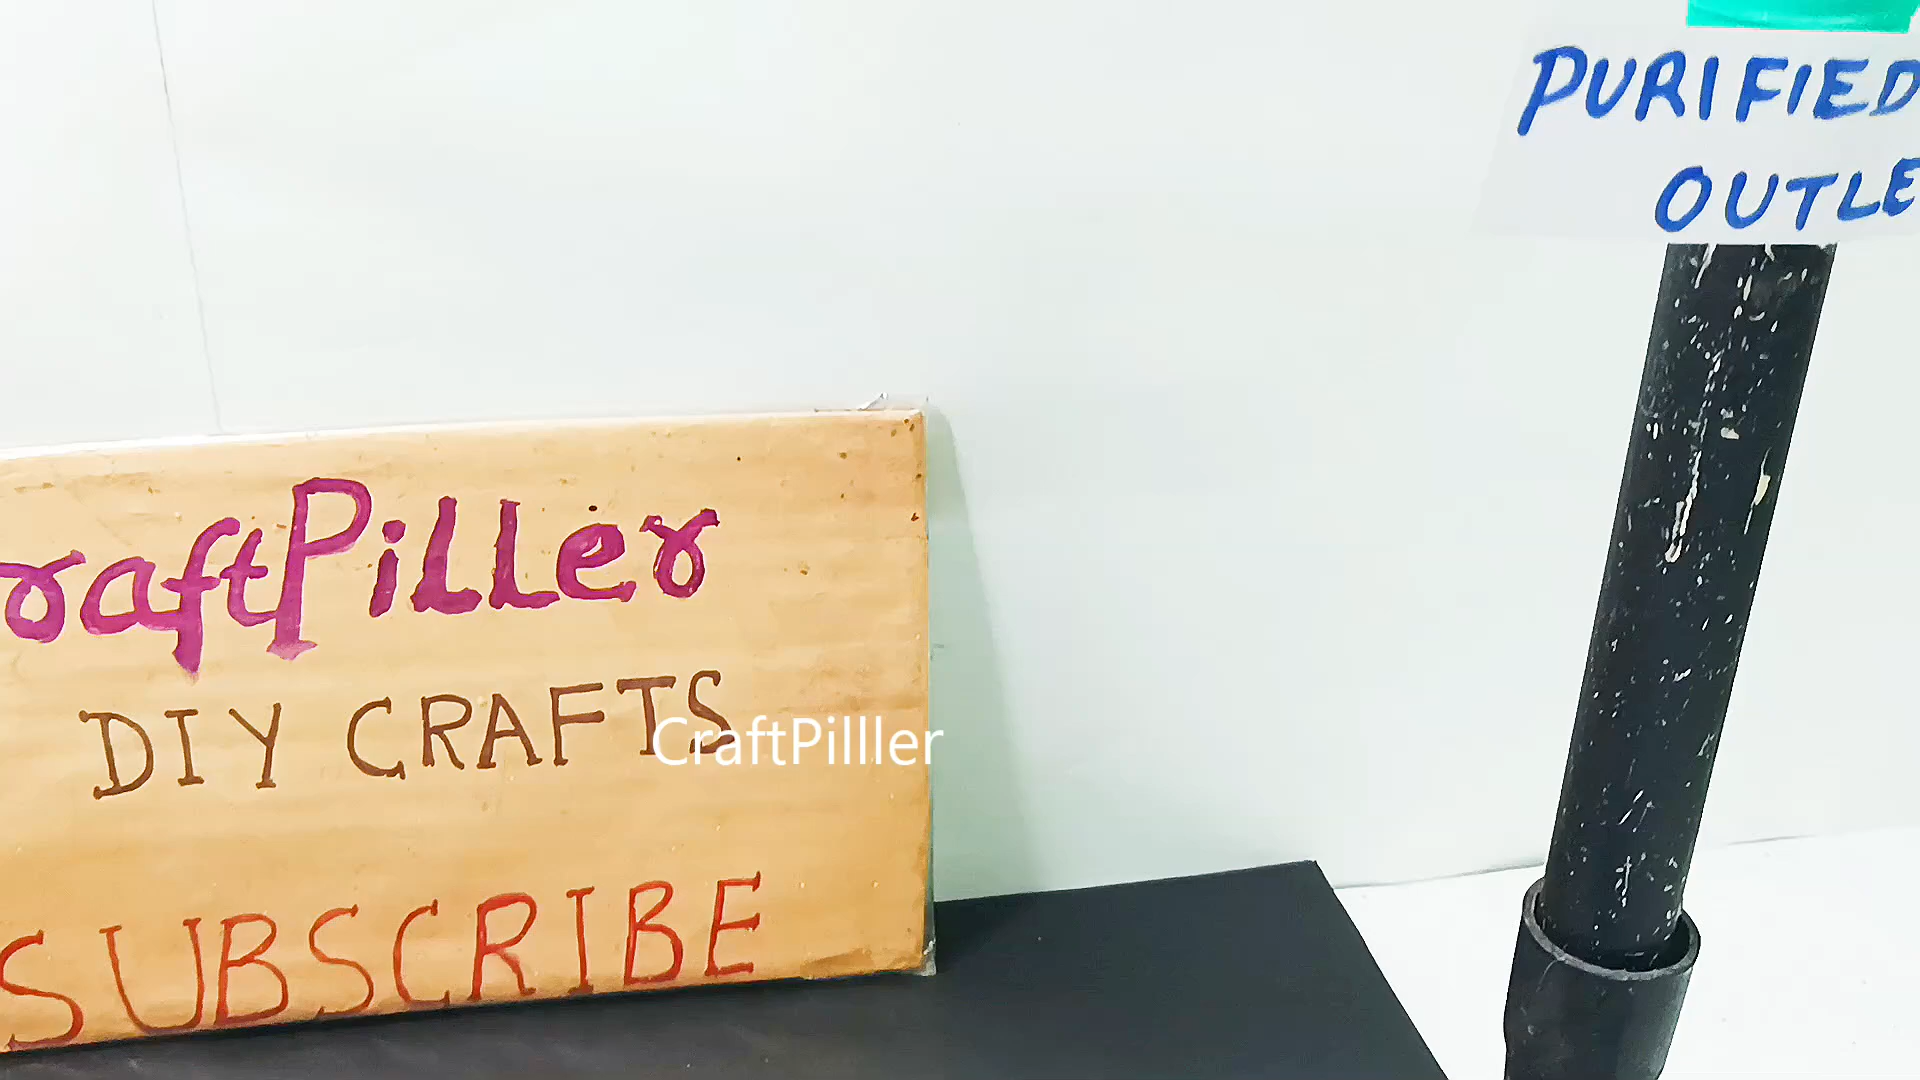 raftPiller
DIY CRAFTS
SUBSCRIBE
CraftPilller
PURIFIED
OUTLE